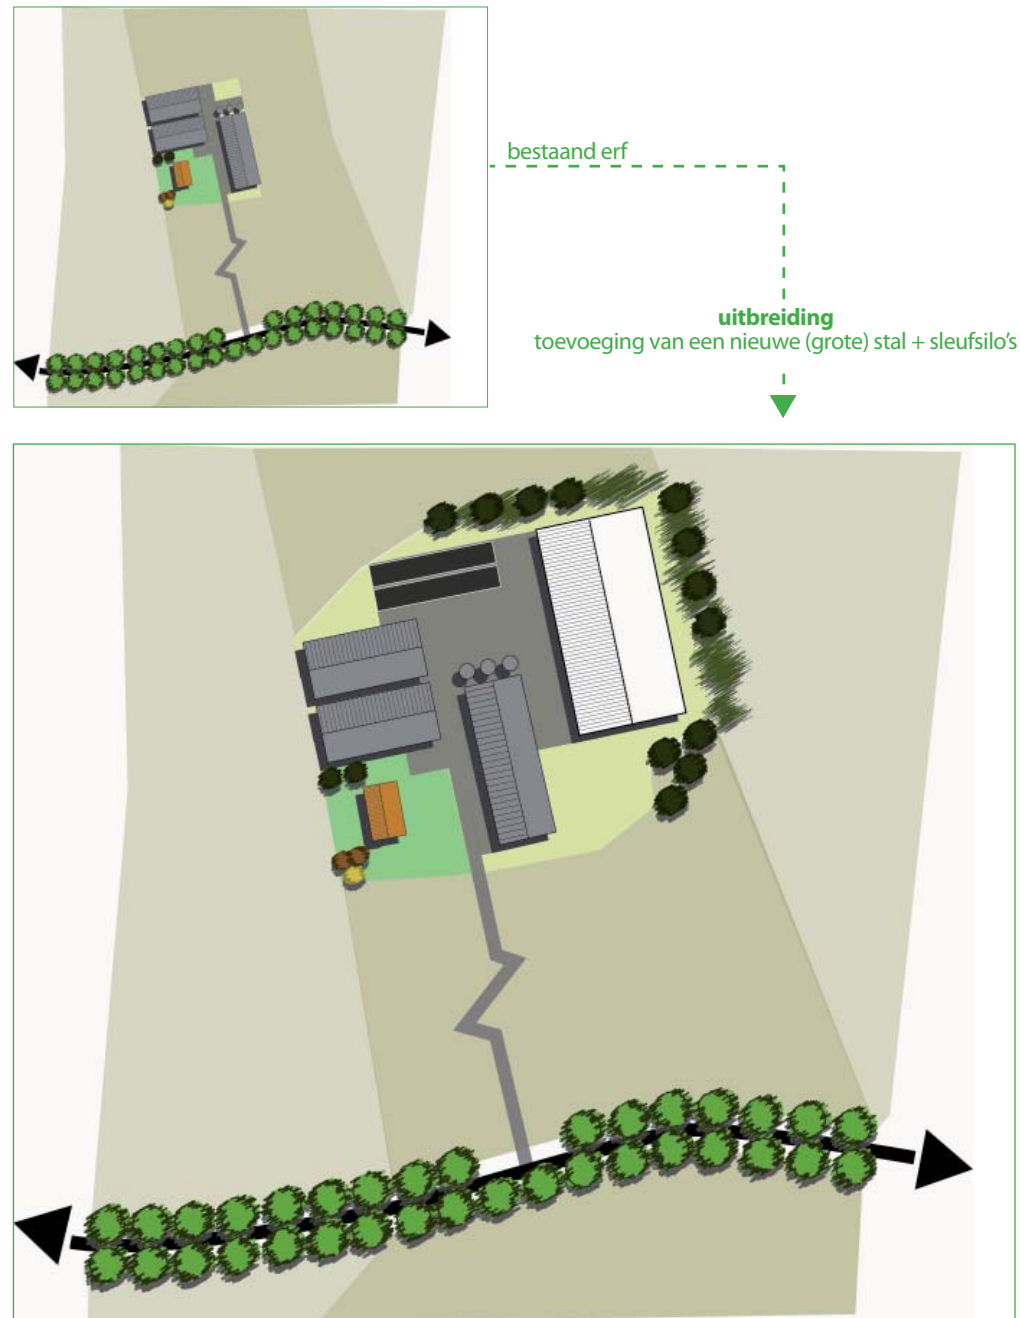 bestaand erf
uitbreiding
toevoeging van een nieuwe (grote) stal + sleufsilo's